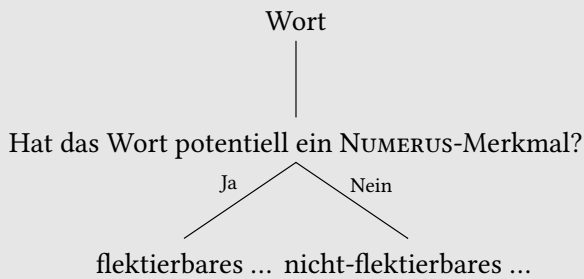 Wort
Hat das Wort potentiell ein NUMERUS-Merkmal?
Ja
Nein
flektierbares … nicht-flektierbares …